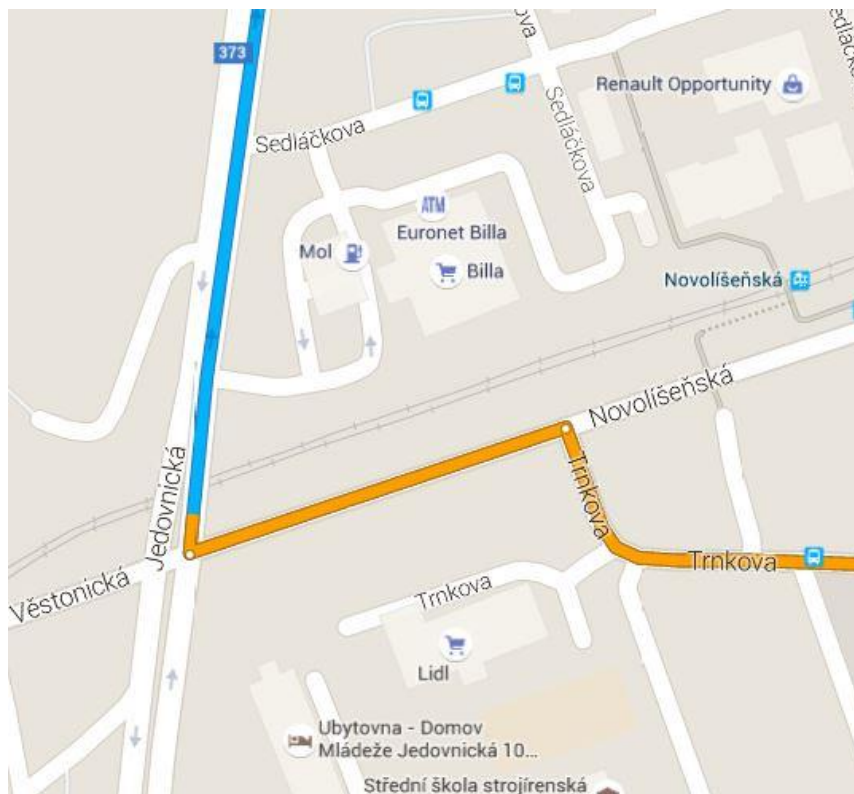 373
Sedláčkova
Renault Opportunity
Sedláčkova
ATM
Euronet Billa
Mol
Billa
Novolíšeňská
Novolíšeňská
Jedovnická
Trnkova
Trnkova
Věstonická
Trnkova
Lidl
Ubytovna - Domov
Mládeže Jedovnická 10...
Střední škola strojírenská